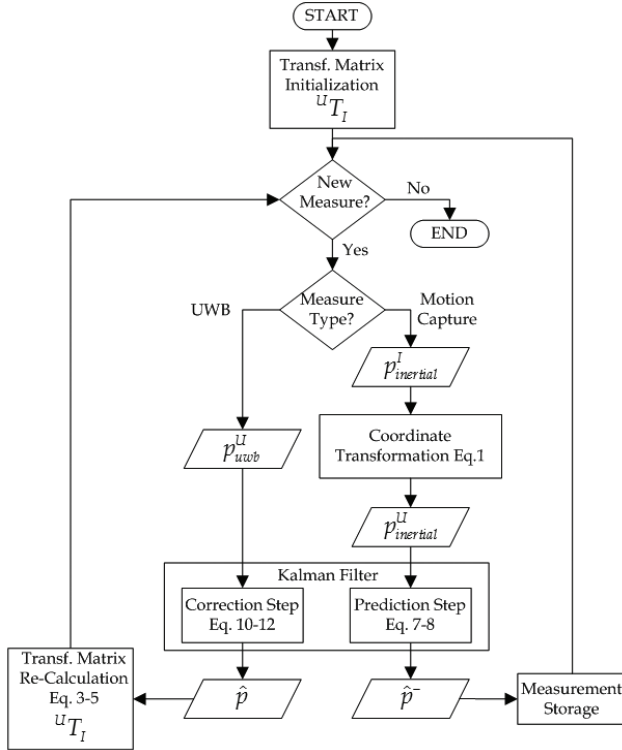 START
Transf. Matrix
Initialization
ᵁT_I
New
Measure?
No
END
Yes
Measure
Type?
UWB
Motion
Capture
p^I_inertial
Coordinate
Transformation Eq.1
p^U_uwb
p^U_inertial
Kalman Filter
Correction Step
Eq. 10-12
Prediction Step
Eq. 7-8
Transf. Matrix
Re-Calculation
Eq. 3-5
ᵁT_I
p̂
p̂⁻
Measurement
Storage